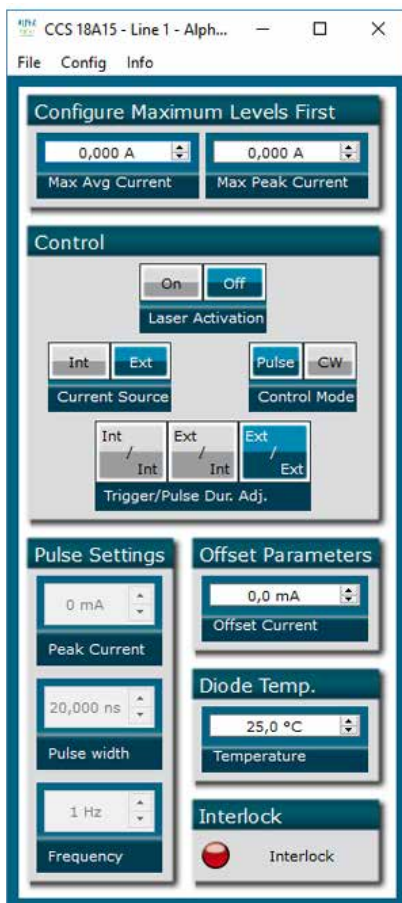 CCS 18A15 - Line 1 - Alph...
File Config Info
Configure Maximum Levels First
0,000 A 0,000 A
Max Avg Current Max Peak Current
Control
On Off
Laser Activation
Int Ext Pulse CW
Current Source Control Mode
Int / Int Ext / Int Ext / Ext
Trigger/Pulse Dur. Adj.
Pulse Settings
0 mA
Peak Current
20,000 ns
Pulse width
1 Hz
Frequency
Offset Parameters
0,0 mA
Offset Current
Diode Temp.
25,0 °C
Temperature
Interlock
Interlock